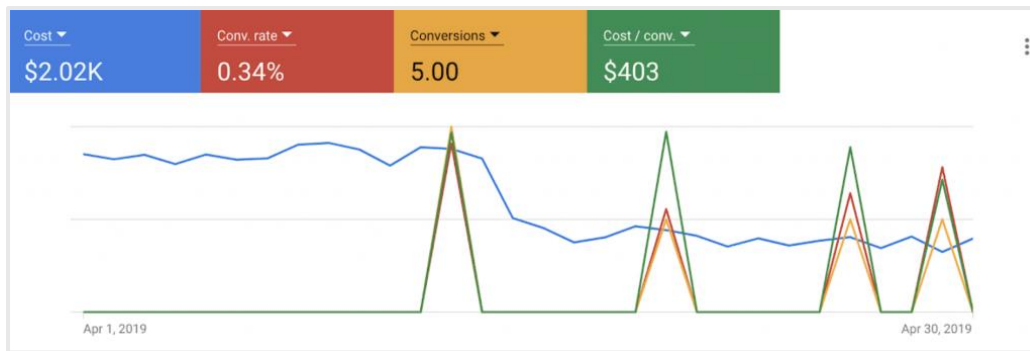 Cost Conv. rate Conversions Cost / conv.
$2.02K 0.34% 5.00 $403
Apr 1, 2019 Apr 30, 2019